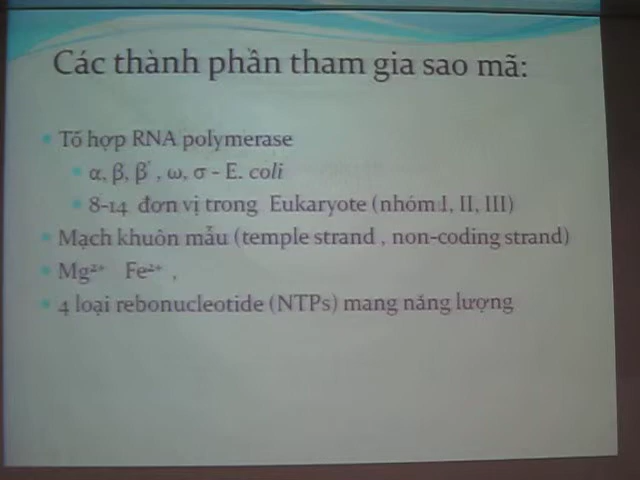 Các thành phần tham gia sao mã:
Tổ hợp RNA polymerase
α, β, β', ω, σ - E. coli
8-14 đơn vị trong Eukaryote (nhóm I, II, III)
Mạch khuôn mẫu (temple strand , non-coding strand)
Mg²⁺ Fe²⁺ ,
4 loại rebonucleotide (NTPs) mang năng lượng